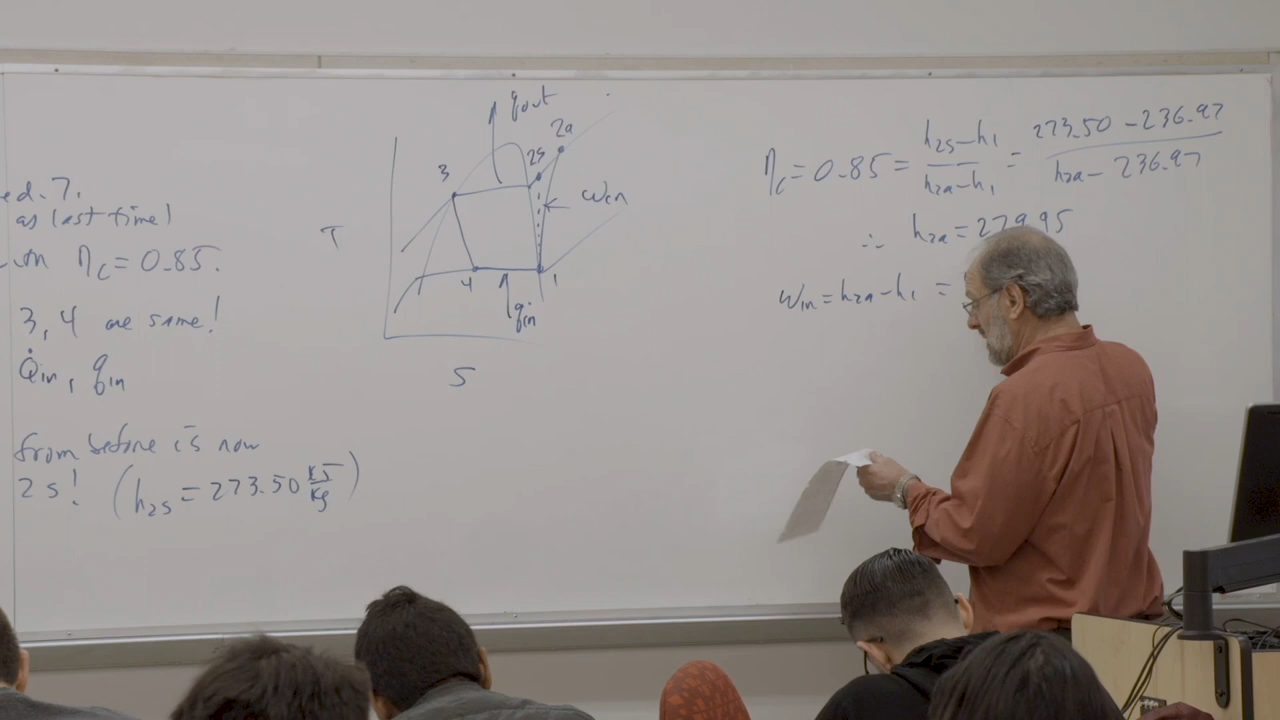 ed. 7.
as last time)
η_c = 0.85.
3, 4 are same!
Q̇in, qin
from before is now
2s! (h2s = 273.50 kJ/kg)
T
S
qout
2a
2s
3
win
4
1
qin
η_c = 0.85 = (h2s - h1)/(h2a - h1) = (273.50 - 236.97)/(h2a - 236.97)
∴ h2a = 279.95
win = h2a - h1 =